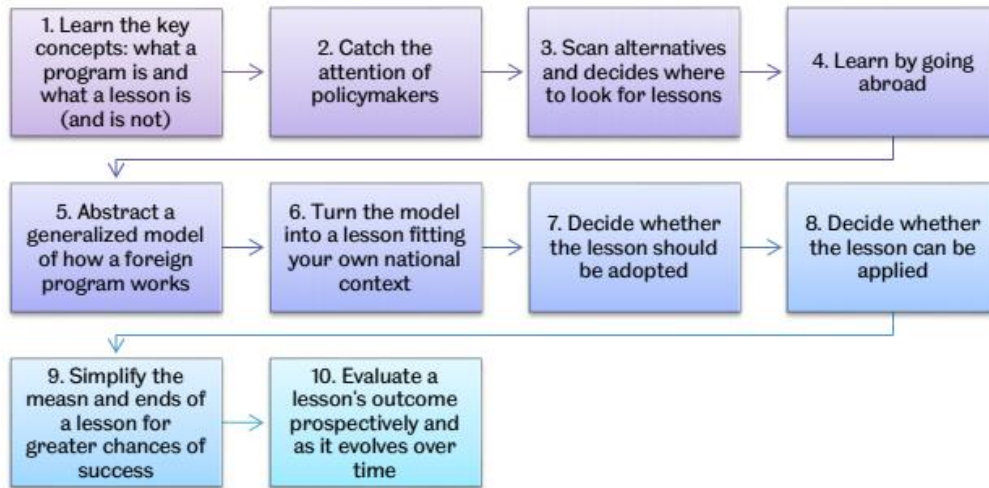 1. Learn the key
concepts: what a
program is and
what a lesson is
(and is not)
2. Catch the
attention of
policymakers
3. Scan alternatives
and decides where
to look for lessons
4. Learn by going
abroad
5. Abstract a
generalized model
of how a foreign
program works
6. Turn the model
into a lesson fitting
your own national
context
7. Decide whether
the lesson should
be adopted
8. Decide whether
the lesson can be
applied
9. Simplify the
measn and ends of
a lesson for
greater chances of
success
10. Evaluate a
lesson's outcome
prospectively and
as it evolves over
time